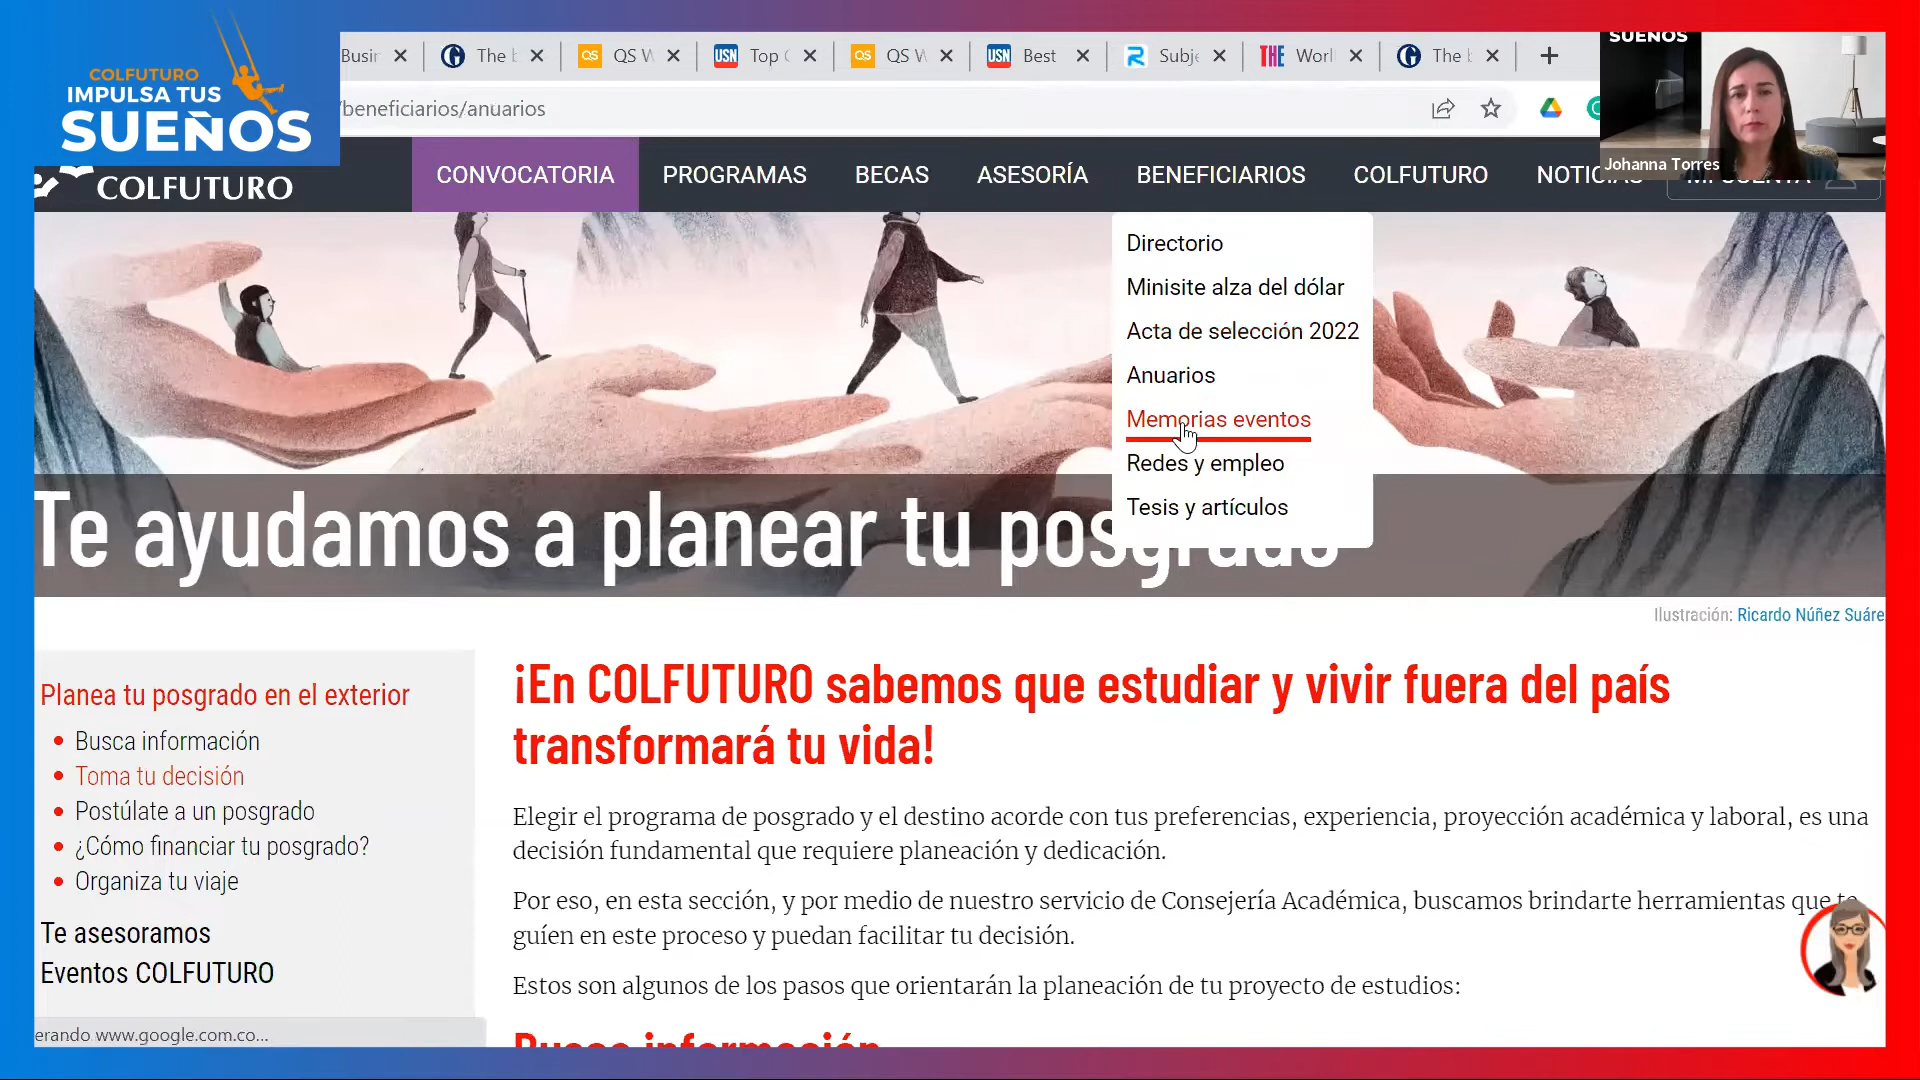 COLFUTURO
IMPULSA TUS
SUEÑOS
The
QS W
Top
QS W
Best
Subje
THE Worl
The
/beneficiarios/anuarios
SUEÑOS
Johanna Torres
COLFUTURO
CONVOCATORIA
PROGRAMAS
BECAS
ASESORÍA
BENEFICIARIOS
COLFUTURO
NOTICIAS
MI CUENTA
Directorio
Minisite alza del dólar
Acta de selección 2022
Anuarios
Memorias eventos
Redes y empleo
Tesis y artículos
Te ayudamos a planear tu posgrado
Ilustración: Ricardo Núñez Suáre
Planea tu posgrado en el exterior
Busca información
Toma tu decisión
Postúlate a un posgrado
¿Cómo financiar tu posgrado?
Organiza tu viaje
Te asesoramos
Eventos COLFUTURO
erando www.google.com.co...
¡En COLFUTURO sabemos que estudiar y vivir fuera del país
transformará tu vida!
Elegir el programa de posgrado y el destino acorde con tus preferencias, experiencia, proyección académica y laboral, es una
decisión fundamental que requiere planeación y dedicación.
Por eso, en esta sección, y por medio de nuestro servicio de Consejería Académica, buscamos brindarte herramientas que te
guíen en este proceso y puedan facilitar tu decisión.
Estos son algunos de los pasos que orientarán la planeación de tu proyecto de estudios:
Busca información